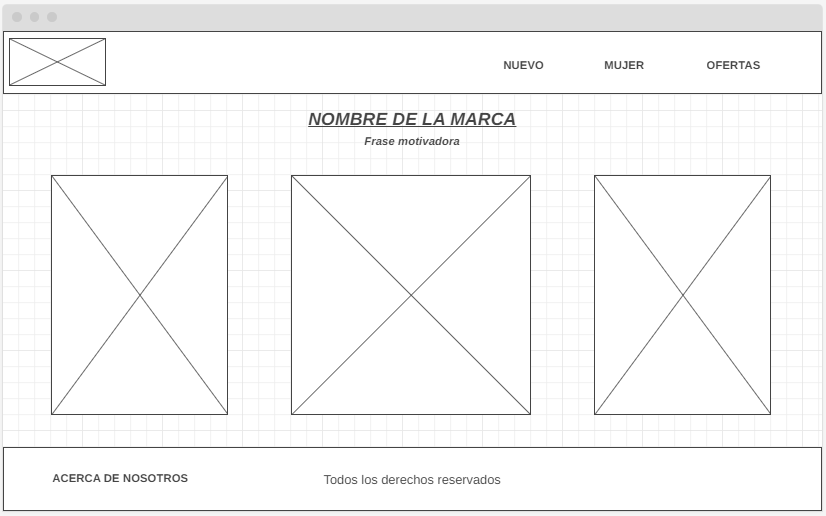 NUEVO MUJER OFERTAS
NOMBRE DE LA MARCA
Frase motivadora
ACERCA DE NOSOTROS Todos los derechos reservados